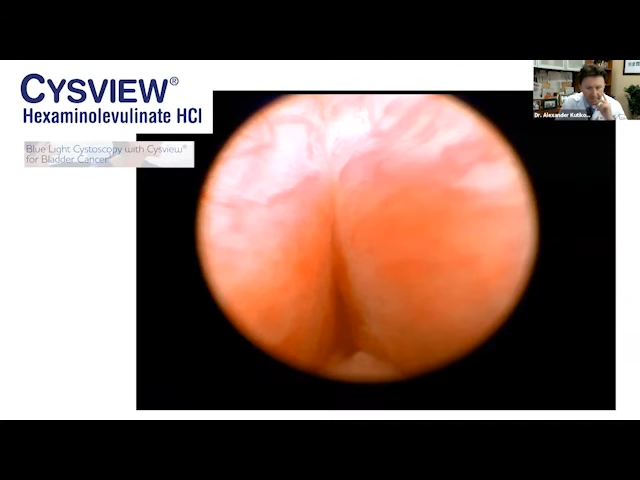 CYSVIEW®
Hexaminolevulinate HCl
Blue Light Cystoscopy with Cysview®
for Bladder Cancer
Dr. Alexander Kutiko...